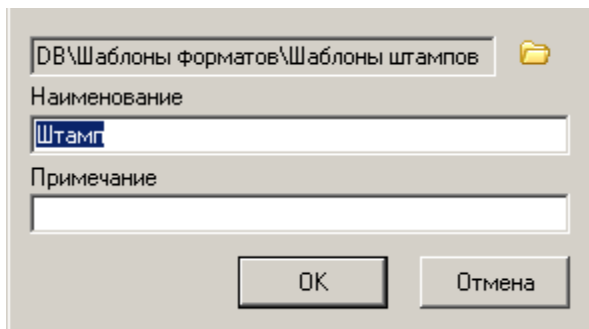 DB\Шаблоны форматов\Шаблоны штампов
Наименование
Штамп
Примечание
OK Отмена